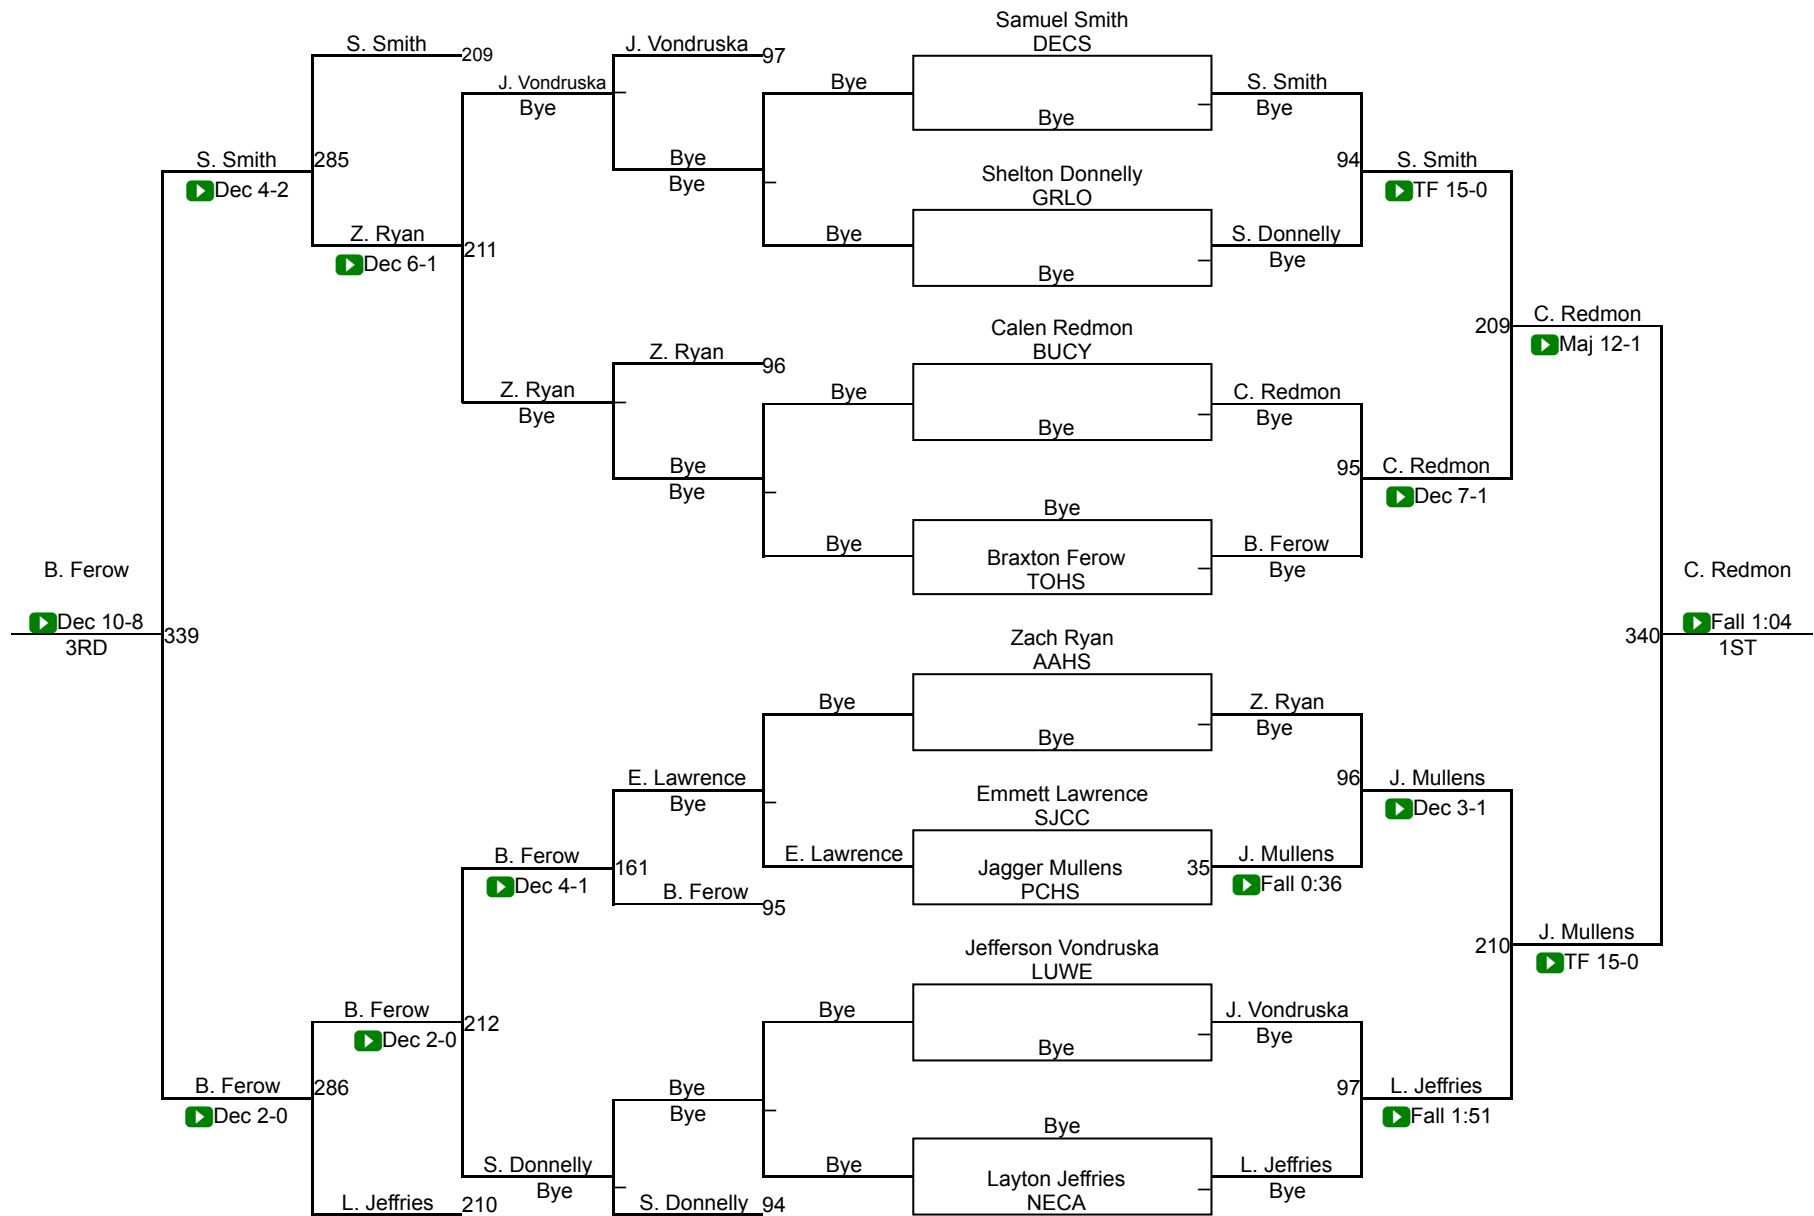 Samuel Smith
S. Smith
J. Vondruska
DECS
209
97
J. Vondruska
Bye
S. Smith
Bye
Bye
Bye
Bye
S. Smith
285
Bye
94
S. Smith
Dec 4-2
Bye
Shelton Donnelly
TF 15-0
GRLO
Z. Ryan
Bye
S. Donnelly
211
Dec 6-1
Bye
Bye
C. Redmon
Calen Redmon
209
Z. Ryan
BUCY
Maj 12-1
96
Z. Ryan
Bye
C. Redmon
Bye
Bye
Bye
Bye
95
C. Redmon
Bye
Dec 7-1
Bye
Bye
B. Ferow
Braxton Ferow
B. Ferow
Bye
C. Redmon
TOHS
Dec 10-8
Fall 1:04
339
Zach Ryan
340
3RD
1ST
AAHS
Bye
Z. Ryan
Bye
Bye
E. Lawrence
96
J. Mullens
Bye
Emmett Lawrence
Dec 3-1
SJCC
B. Ferow
E. Lawrence
J. Mullens
161
Jagger Mullens
35
Dec 4-1
Fall 0:36
B. Ferow
PCHS
95
J. Mullens
Jefferson Vondruska
210
LUWE
TF 15-0
B. Ferow
Bye
J. Vondruska
212
Dec 2-0
Bye
Bye
B. Ferow
286
Bye
97
L. Jeffries
Dec 2-0
Bye
Fall 1:51
Bye
S. Donnelly
Bye
L. Jeffries
Layton Jeffries
Bye
Bye
L. Jeffries
210
S. Donnelly
94
NECA